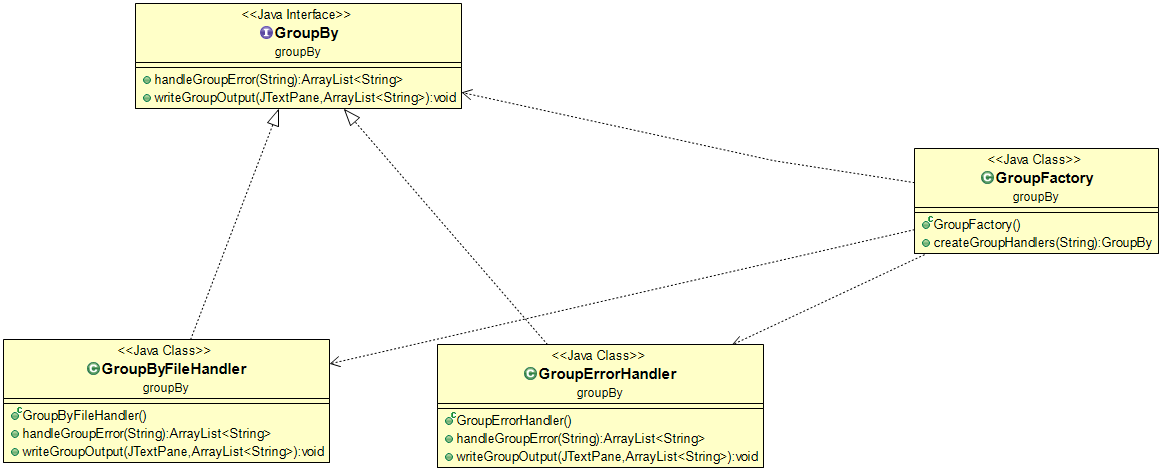 <<Java Interface>>
GroupBy
groupBy
handleGroupError(String):ArrayList<String>
writeGroupOutput(JTextPane,ArrayList<String>):void
<<Java Class>>
GroupFactory
groupBy
GroupFactory()
createGroupHandlers(String):GroupBy
<<Java Class>>
GroupByFileHandler
groupBy
GroupByFileHandler()
handleGroupError(String):ArrayList<String>
writeGroupOutput(JTextPane,ArrayList<String>):void
<<Java Class>>
GroupErrorHandler
groupBy
GroupErrorHandler()
handleGroupError(String):ArrayList<String>
writeGroupOutput(JTextPane,ArrayList<String>):void